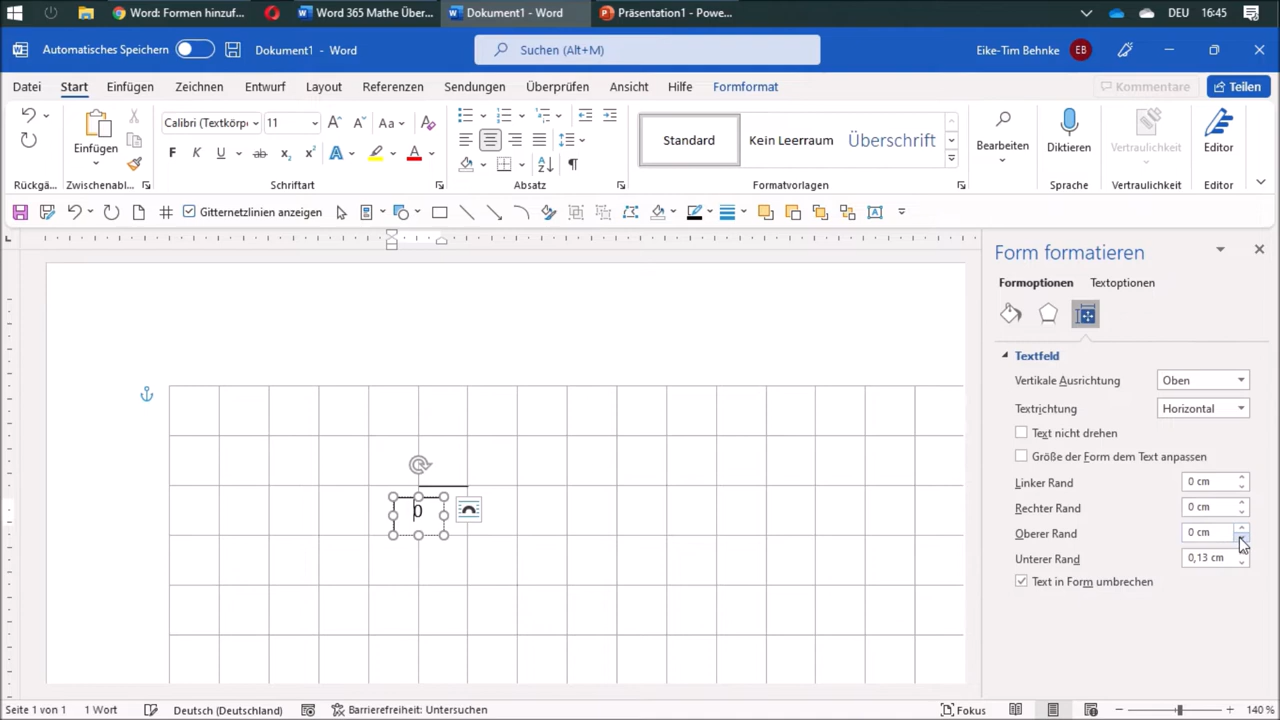 Word: Formen hinzuf...
Word 365 Mathe Über...
Dokument1 - Word
Präsentation1 - Powe...
DEU
16:45
Automatisches Speichern
Dokument1 - Word
Suchen (Alt+M)
Eike-Tim Behnke
EB
Datei
Start
Einfügen
Zeichnen
Entwurf
Layout
Referenzen
Sendungen
Überprüfen
Ansicht
Hilfe
Formformat
Kommentare
Teilen
Calibri (Textkörp
11
Aa
Einfügen
F K U ab x₂ x² A A
Standard
Kein Leerraum
Überschrift
Bearbeiten
Diktieren
Vertraulichkeit
Editor
Rückgä...
Zwischenabl...
Schriftart
Absatz
Formatvorlagen
Sprache
Vertraulichkeit
Editor
Gitternetzlinien anzeigen
Form formatieren
Formoptionen
Textoptionen
Textfeld
Vertikale Ausrichtung
Oben
Textrichtung
Horizontal
Text nicht drehen
Größe der Form dem Text anpassen
Linker Rand
0 cm
Rechter Rand
0 cm
Oberer Rand
0 cm
Unterer Rand
0,13 cm
Text in Form umbrechen
0
Seite 1 von 1
1 Wort
Deutsch (Deutschland)
Barrierefreiheit: Untersuchen
Fokus
140 %